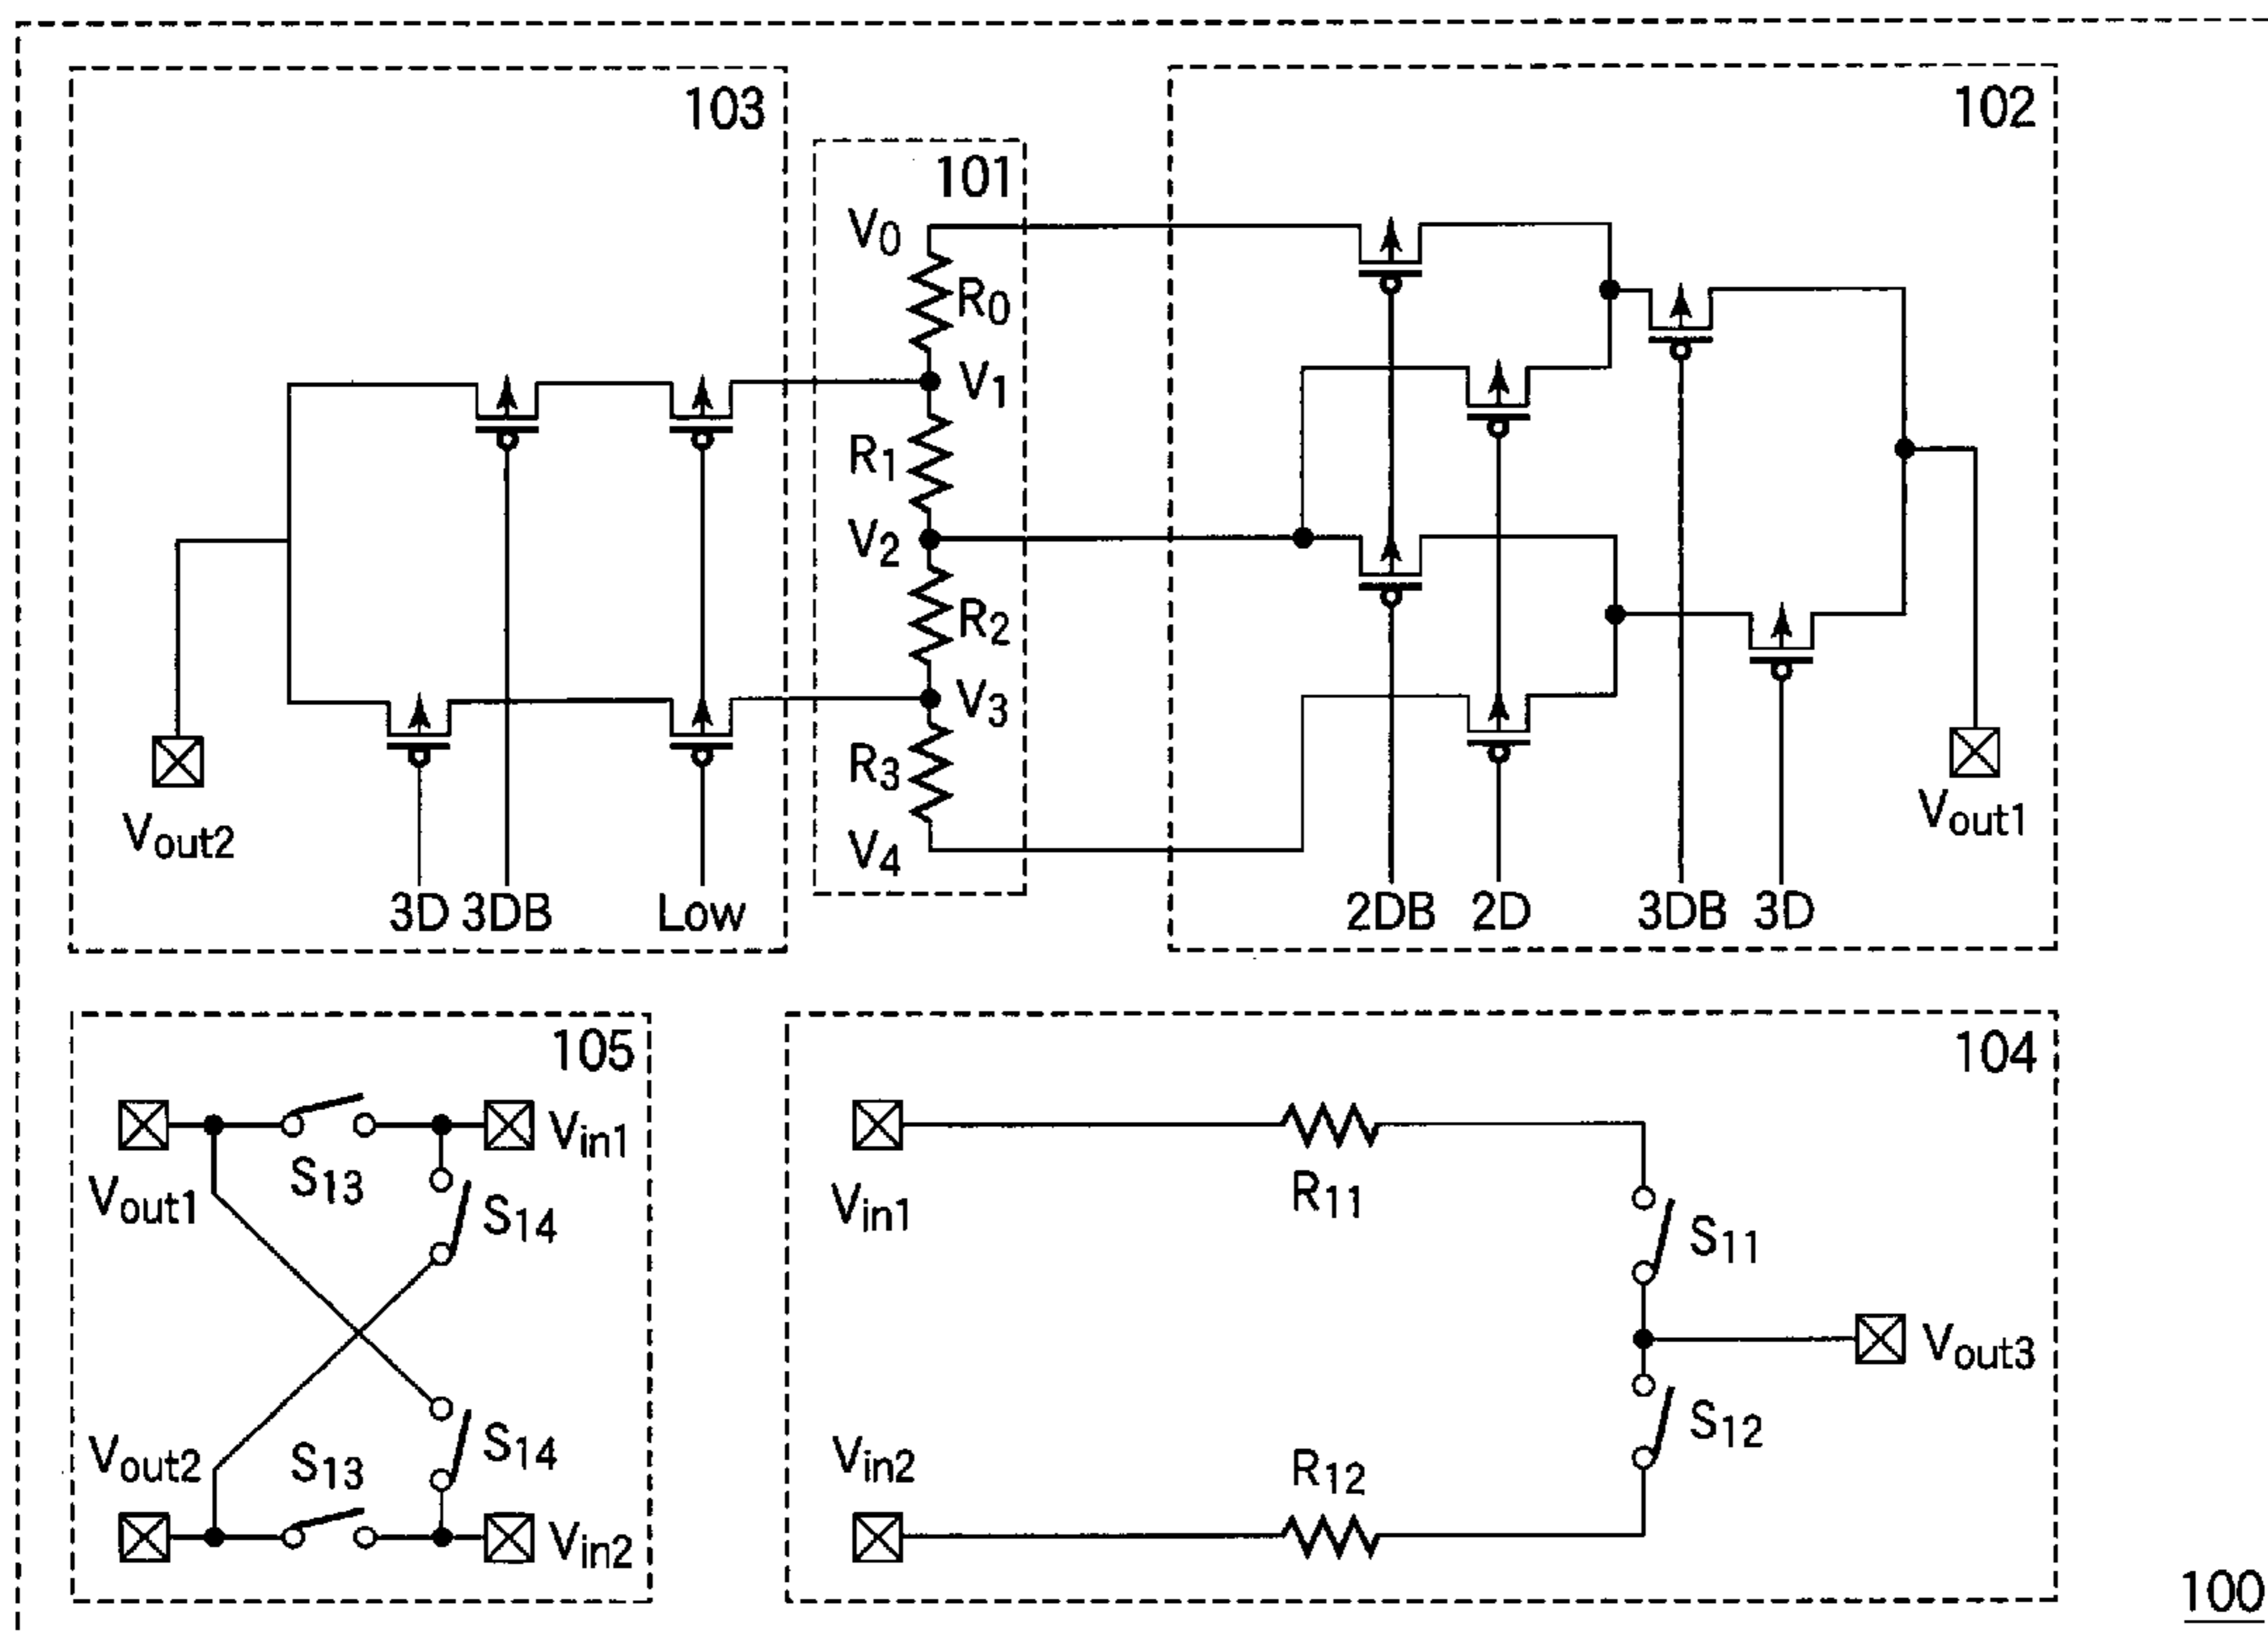 103
101
102
V0
R0
V1
R1
V2
R2
V3
R3
V4
Vout2
Vout1
3D 3DB Low
2DB 2D 3DB 3D
105
Vin1
S13
Vout1
S14
Vout2
S13
S14
Vin2
104
Vin1
R11
S11
Vout3
S12
Vin2
R12
100